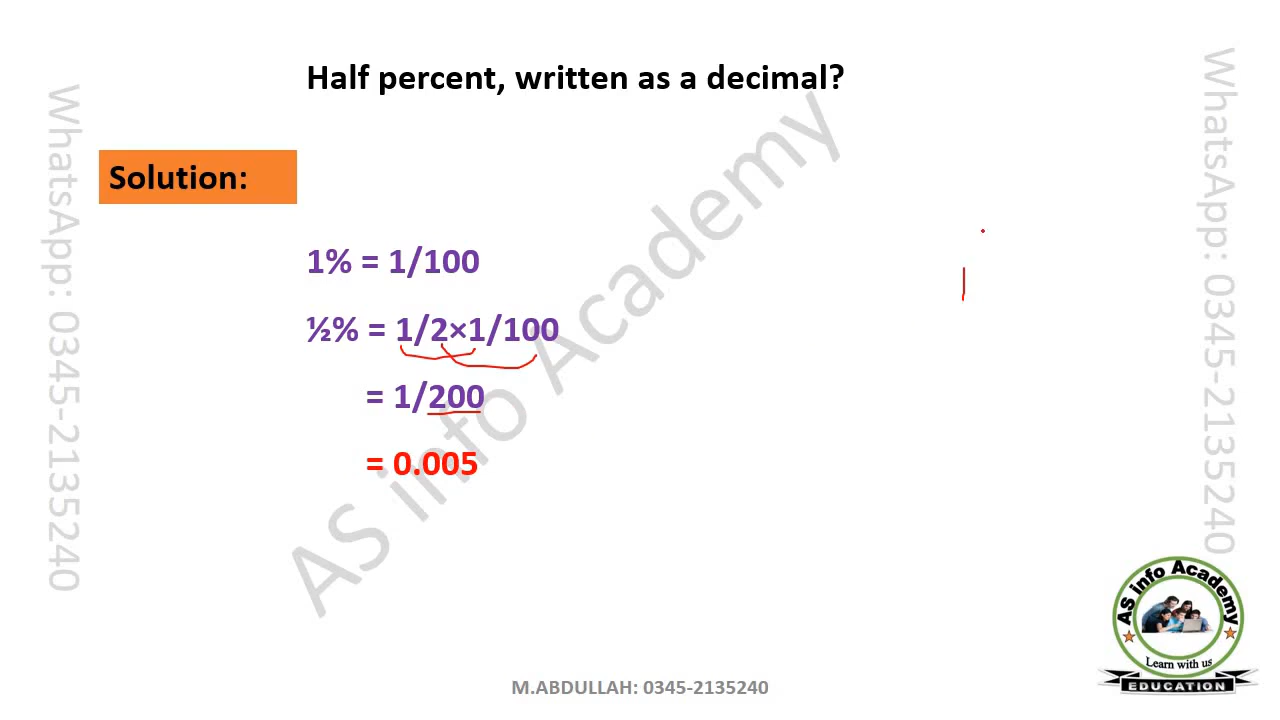 Half percent, written as a decimal?
Solution:
1% = 1/100
½% = 1/2×1/100
= 1/200
= 0.005
AS info Academy
WhatsApp: 0345-2135240
WhatsApp: 0345-2135240
AS info Academy
Learn with us
EDUCATION
M.ABDULLAH: 0345-2135240